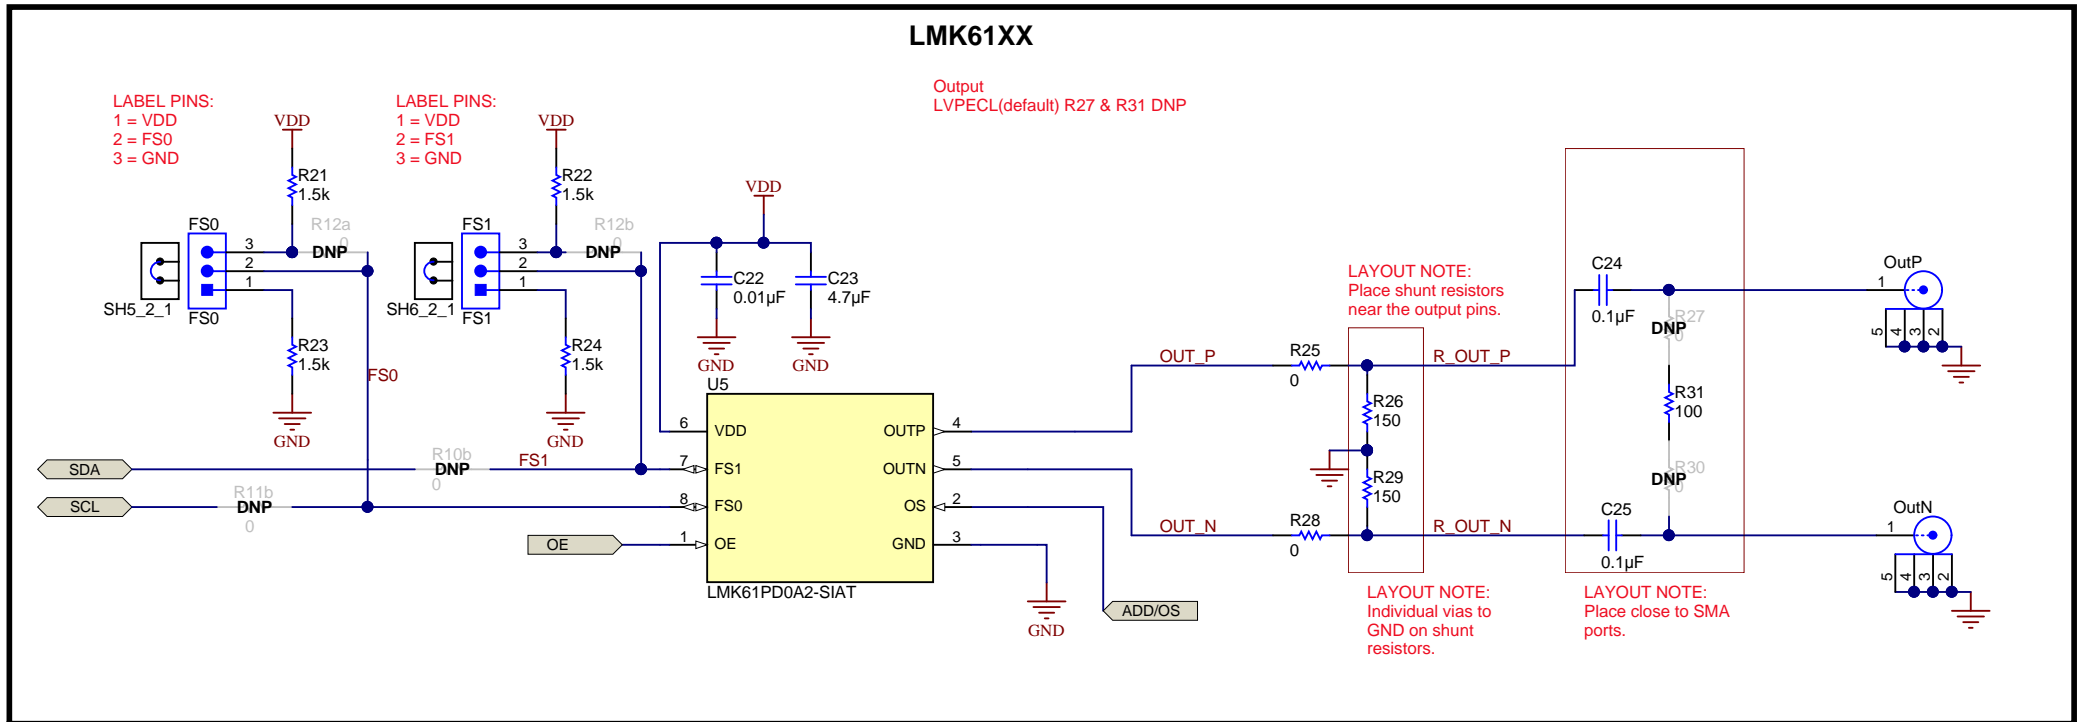 LMK61XX
Output
LVPECL(default) R27 & R31 DNP
LABEL PINS:
1 = VDD
2 = FS0
3 = GND
VDD
R21
1.5k
R12a
0
DNP
FS0
3
2
1
FS0
SH5_2_1
R23
1.5k
GND
FS0
LABEL PINS:
1 = VDD
2 = FS1
3 = GND
VDD
R22
1.5k
R12b
0
DNP
FS1
3
2
1
FS1
SH6_2_1
R24
1.5k
GND
VDD
C22
0.01µF
GND
C23
4.7µF
GND
SDA
R10b
DNP
0
FS1
SCL
R11b
DNP
0
OE
U5
6
VDD
7
FS1
8
FS0
1
OE
OUTP
4
OUTN
5
OS
2
GND
3
LMK61PD0A2-SIAT
GND
ADD/OS
OUT_P
R25
0
OUT_N
R28
0
LAYOUT NOTE:
Place shunt resistors
near the output pins.
R26
150
R29
150
R_OUT_P
R_OUT_N
LAYOUT NOTE:
Individual vias to
GND on shunt
resistors.
C24
0.1µF
R27
DNP
0
R31
100
R30
DNP
0
C25
0.1µF
LAYOUT NOTE:
Place close to SMA
ports.
OutP
1
5
4
3
2
OutN
1
5
4
3
2